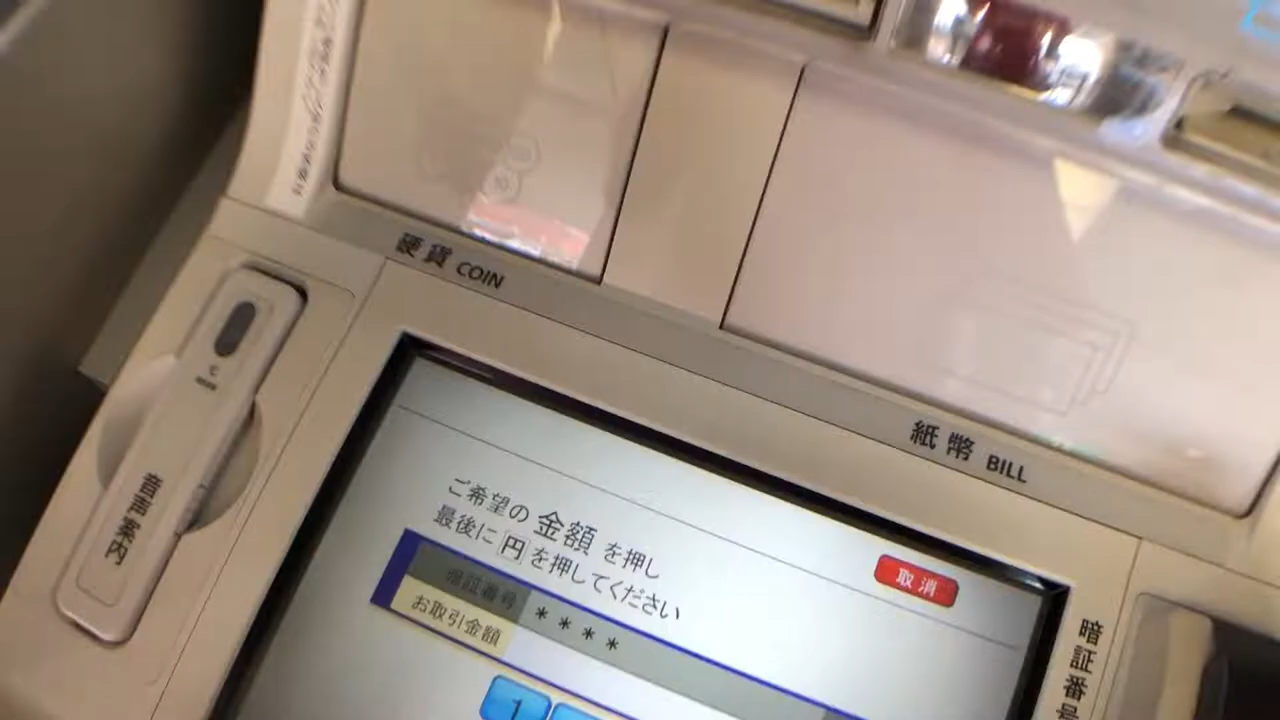 硬貨 COIN
紙幣 BILL
音声案内
ご希望の 金額 を押し
最後に 円 を押してください
取消
暗証番号
＊＊＊＊
お取引金額
1
暗証番号